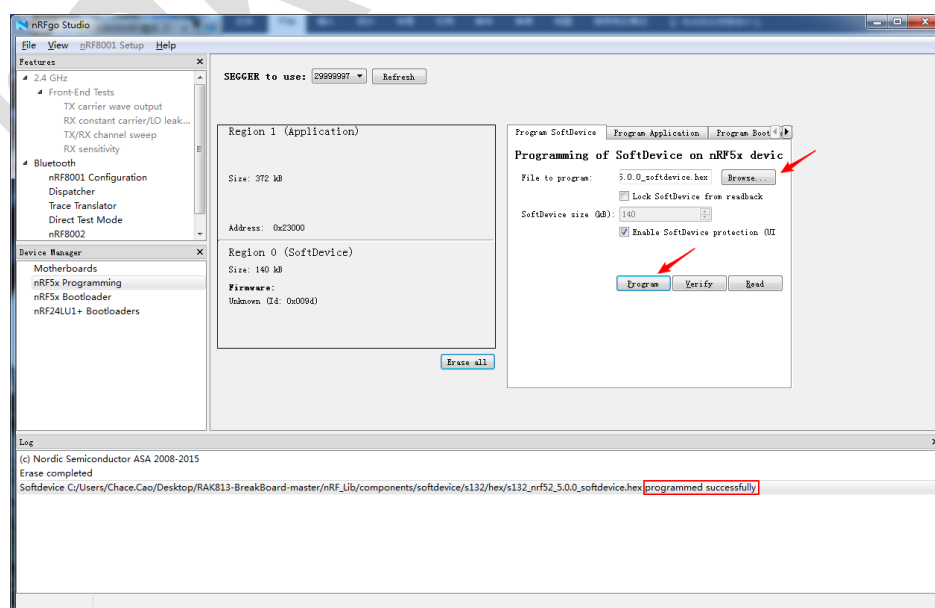 nRFgo Studio
File View nRF8001 Setup Help
Features
2.4 GHz
Front-End Tests
TX carrier wave output
RX constant carrier/LO leak...
TX/RX channel sweep
RX sensitivity
Bluetooth
nRF8001 Configuration
Dispatcher
Trace Translator
Direct Test Mode
nRF8002
Device Manager
Motherboards
nRF5x Programming
nRF5x Bootloader
nRF24LU1+ Bootloaders
SEGGER to use: 29999997 Refresh
Region 1 (Application)
Size: 372 kB
Address: 0x23000
Region 0 (SoftDevice)
Size: 140 kB
Firmware:
Unknown (Id: 0x009d)
Erase all
Program SoftDevice Program Application Program Boot
Programming of SoftDevice on nRF5x devic
File to program: 5.0.0_softdevice.hex Browse...
Lock SoftDevice from readback
SoftDevice size (kB): 140
Enable SoftDevice protection (UI
Program Verify Read
Log
(c) Nordic Semiconductor ASA 2008-2015
Erase completed
Softdevice C:/Users/Chace.Cao/Desktop/RAK813-BreakBoard-master/nRF_Lib/components/softdevice/s132/hex/s132_nrf52_5.0.0_softdevice.hex programmed successfully